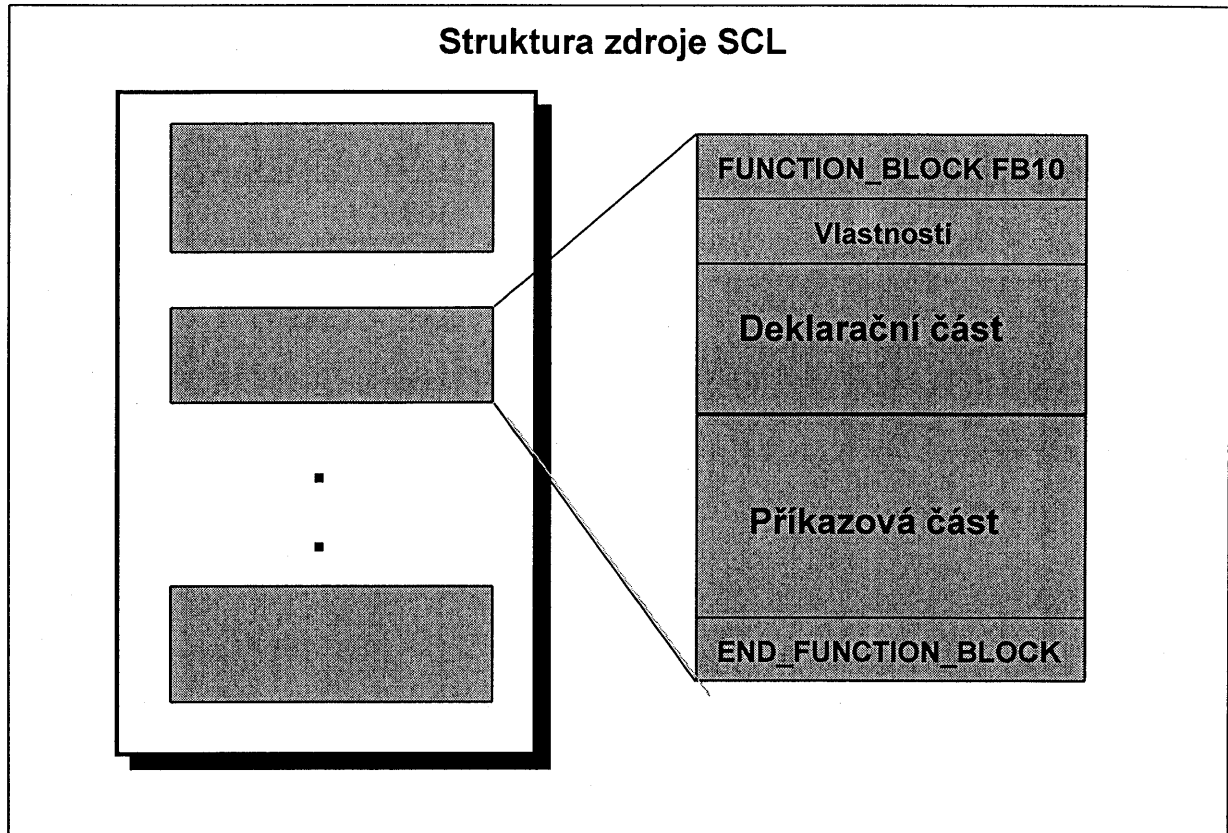 Struktura zdroje SCL
FUNCTION_BLOCK FB10
Vlastnosti
Deklarační část
Příkazová část
END_FUNCTION_BLOCK